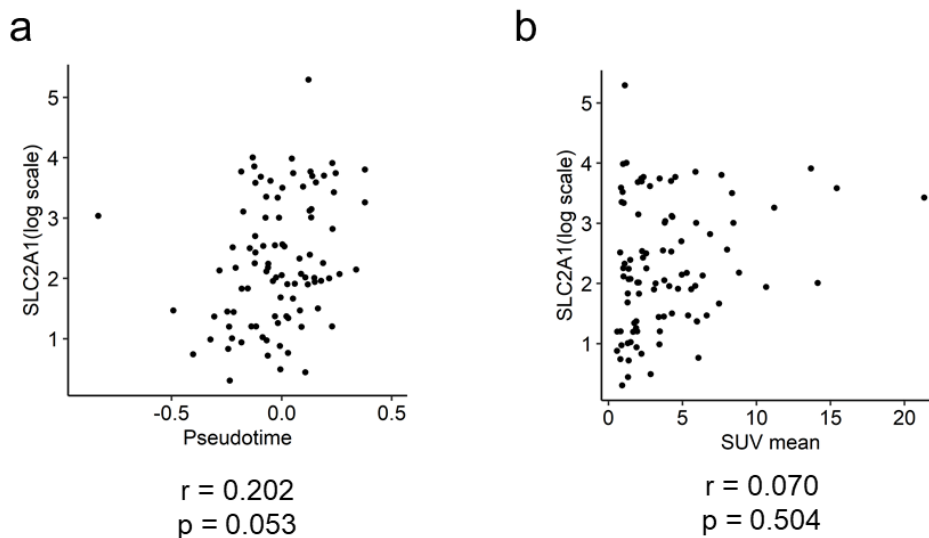 a
5
4
3
2
1
SLC2A1(log scale)
-0.5
0.0
0.5
Pseudotime
r = 0.202
p = 0.053
b
5
4
3
2
1
SLC2A1(log scale)
0
5
10
15
20
SUV mean
r = 0.070
p = 0.504